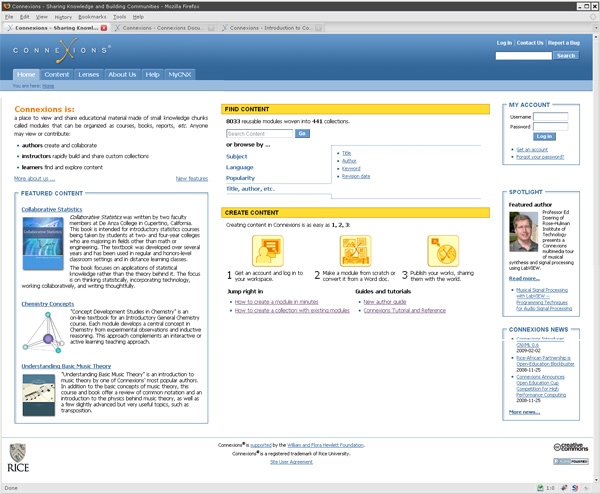 Connexions - Sharing Knowledge and Building Communities - Mozilla Firefox
File Edit View History Bookmarks Tools Help
Connexions - Sharing Knowl... Connexions - Connexions Docu... Connexions - Introduction to Co...
CONNEXIONS®
Log In | Contact Us | Report a Bug
Search
Home Content Lenses About Us Help MyCNX
You are here: Home
Connexions is:
a place to view and share educational material made of small knowledge chunks
called modules that can be organized as courses, books, reports, etc. Anyone
may view or contribute:
authors create and collaborate
instructors rapidly build and share custom collections
learners find and explore content
More about us ... New features
FEATURED CONTENT
Collaborative Statistics
Collaborative Statistics was written by two faculty
members at De Anza College in Cupertino, California.
This book is intended for introductory statistics courses
being taken by students at two- and four-year colleges
who are majoring in fields other than math or
engineering. The textbook was developed over several
years and has been used in regular and honors-level
classroom settings and in distance learning classes.
The book focuses on applications of statistical
knowledge rather than the theory behind it. The focus
is on thinking statistically, incorporating technology,
working collaboratively, and writing thoughtfully.
Chemistry Concepts
"Concept Development Studies in Chemistry" is an
on-line textbook for an Introductory General Chemistry
course. Each module develops a central concept in
Chemistry from experimental observations and inductive
reasoning. This approach complements an interactive or
active learning teaching approach.
Understanding Basic Music Theory
"Understanding Basic Music Theory" is an introduction to
music theory by one of Connexions' most popular authors.
In addition to the basic concepts of music theory, this
course and book offer a review of common notation and an
introduction to the physics behind music theory, as well as
a few slightly advanced but very useful topics, such as
transposition.
FIND CONTENT
8033 reusable modules woven into 441 collections.
Search Content Go
or browse by ...
Subject
Language
Popularity
Title, author, etc.
Title
Author
Keyword
Revision date
CREATE CONTENT
Creating content in Connexions is as easy as 1, 2, 3:
1 Get an account and log in to
your workspace.
2 Make a module from scratch or
convert it from a Word doc.
3 Publish your works, sharing
them with the world.
Jump right in
How to create a module in minutes
How to create a collection with existing modules
Guides and tutorials
New author guide
Connexions Tutorial and Reference
MY ACCOUNT
Username
Password
Log in
Get an account
Forgot your password?
SPOTLIGHT
Featured author
Professor Ed
Doering of
Rose-Hulman
Institute of
Technology
presents a
Connexions
multimedia tour
of musical
synthesis and signal processing
using LabVIEW.
Read more...
Musical Signal Processing
with LabVIEW --
Programming Techniques
for Audio Signal Processing
CONNEXIONS NEWS
Connexions Introduces
CNXML 0.6
2009-02-02
Rice-African Partnership is
Open-Education Blockbuster
2008-11-25
Connexions Announces
Open Education Cup
Competition for High
Performance Computing
2008-11-25
More news...
RICE
Connexions® is supported by the William and Flora Hewlett Foundation.
Connexions® is a registered trademark of Rice University.
Site User Agreement
creative commons
Done